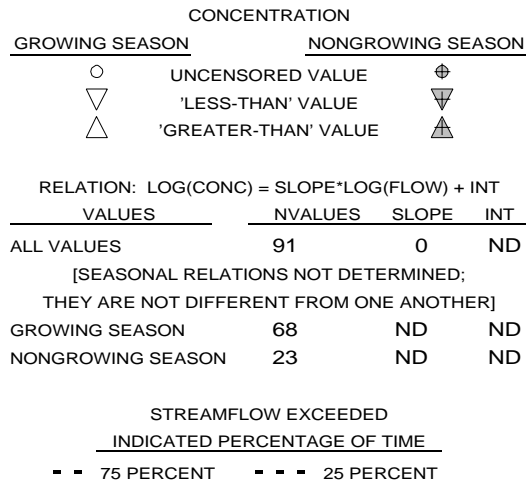 CONCENTRATION
GROWING SEASON NONGROWING SEASON
UNCENSORED VALUE
'LESS-THAN' VALUE
'GREATER-THAN' VALUE
RELATION: LOG(CONC) = SLOPE*LOG(FLOW) + INT
VALUES NVALUES SLOPE INT
ALL VALUES 91 0 ND
[SEASONAL RELATIONS NOT DETERMINED;
THEY ARE NOT DIFFERENT FROM ONE ANOTHER]
GROWING SEASON 68 ND ND
NONGROWING SEASON 23 ND ND
STREAMFLOW EXCEEDED
INDICATED PERCENTAGE OF TIME
75 PERCENT 25 PERCENT